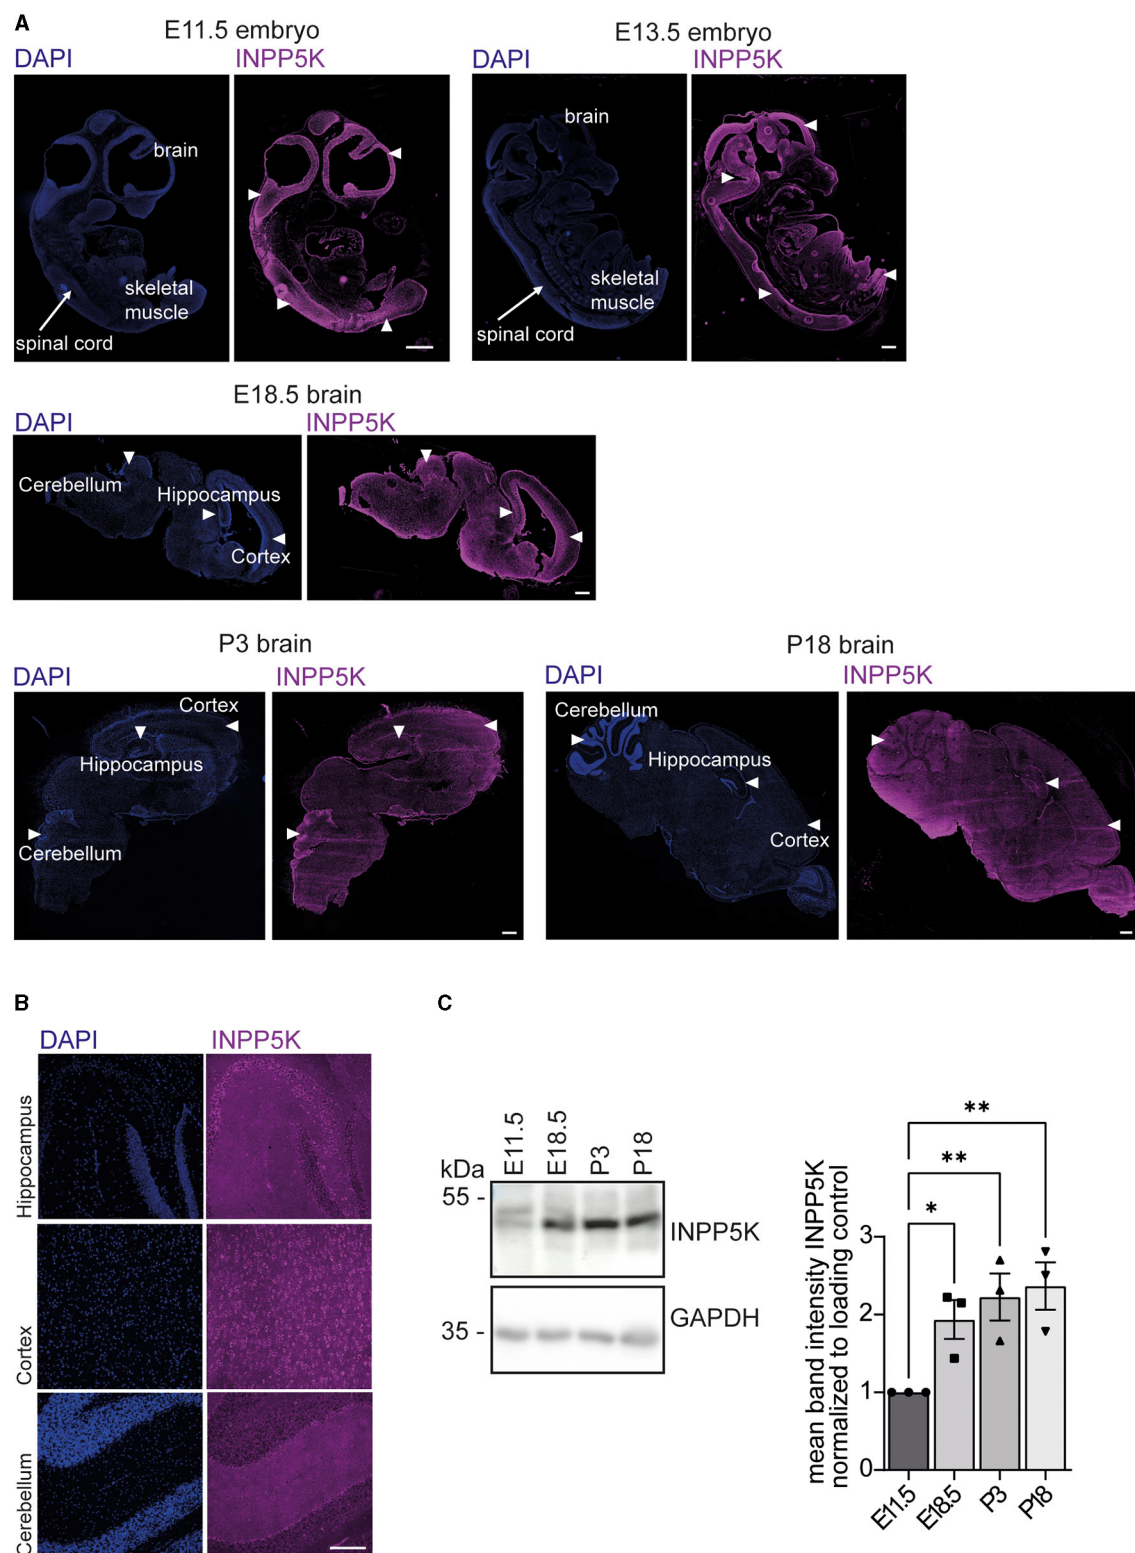 A
E11.5 embryo
E13.5 embryo
DAPI
INPP5K
DAPI
INPP5K
brain
skeletal
muscle
spinal cord
brain
skeletal
muscle
spinal cord
E18.5 brain
DAPI
INPP5K
Cerebellum
Hippocampus
Cortex
P3 brain
P18 brain
DAPI
INPP5K
DAPI
INPP5K
Cortex
Hippocampus
Cerebellum
Cerebellum
Hippocampus
Cortex
B
DAPI
INPP5K
Hippocampus
Cortex
Cerebellum
C
kDa
E11.5
E18.5
P3
P18
55 -
INPP5K
35 -
GAPDH
mean band intensity INPP5K
normalized to loading control
**
**
*
3
2
1
0
E11.5
E18.5
P3
P18